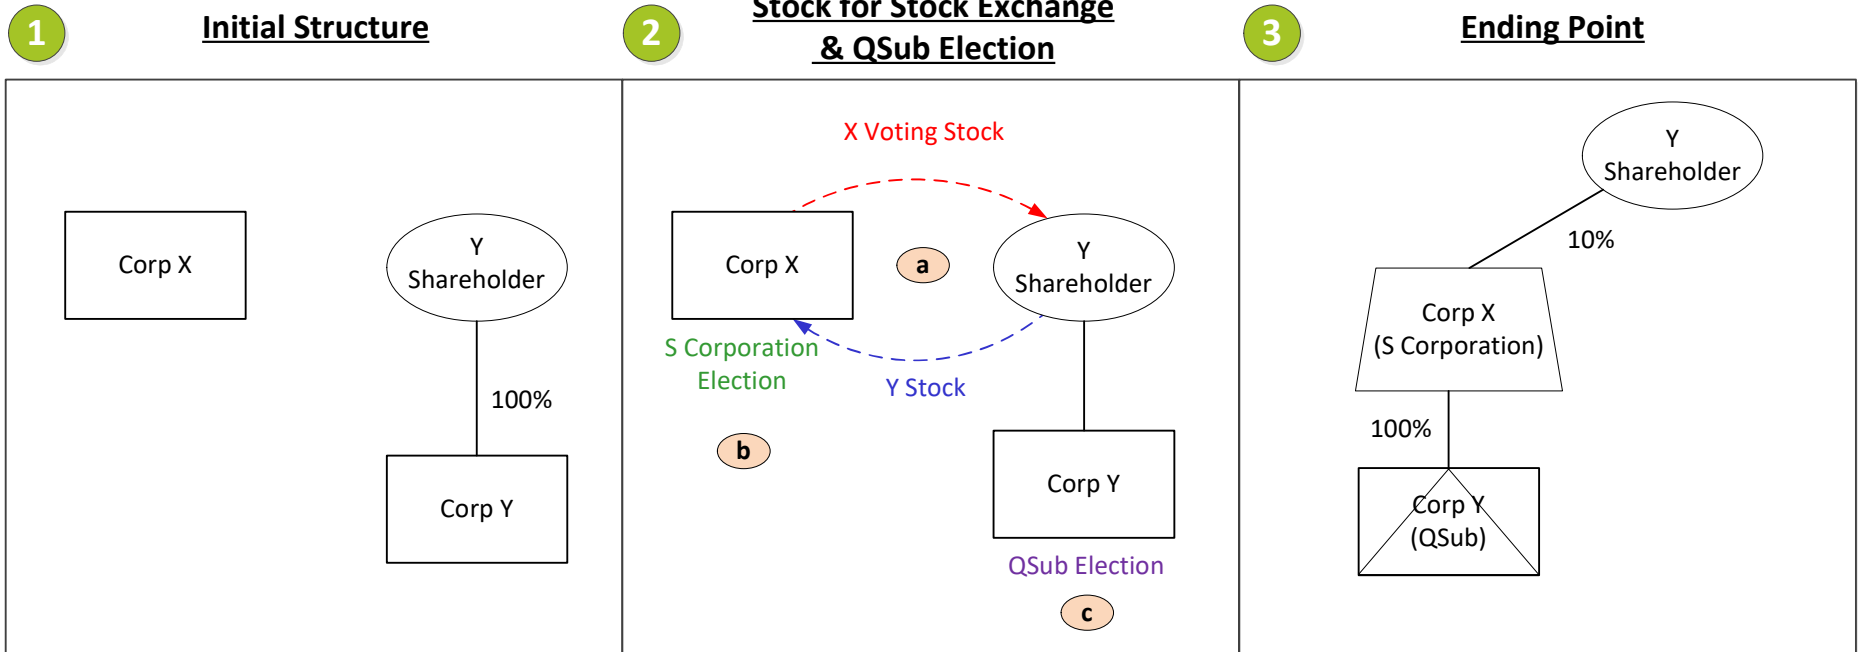 1
Initial Structure
2
Stock for Stock Exchange
& QSub Election
3
Ending Point
Corp X
Y
Shareholder
100%
Corp Y
X Voting Stock
Corp X
a
Y
Shareholder
S Corporation
Election
Y Stock
b
Corp Y
QSub Election
c
Y
Shareholder
10%
Corp X
(S Corporation)
100%
Corp Y
(QSub)